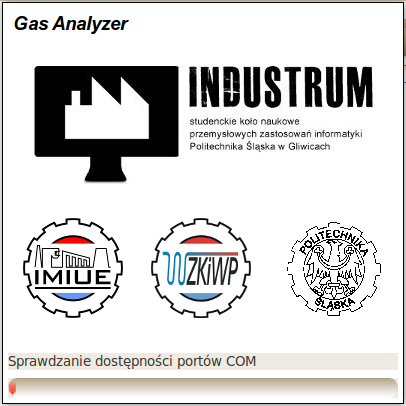 Gas Analyzer
INDUSTRUM
studenckie koło naukowe
przemysłowych zastosowań informatyki
Politechnika Śląska w Gliwicach
IMIUE
WZKiWP
POLITECHNIKA
ŚLĄSKA
Sprawdzanie dostępności portów COM